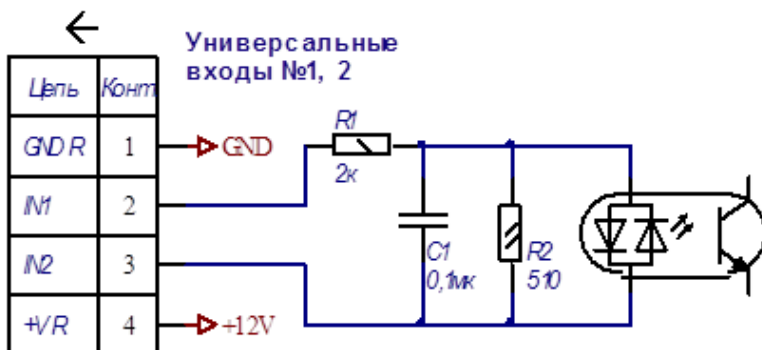 Универсальные
входы №1, 2
Цепь Конт
GND R 1 GND
IN1 2
IN2 3
+V R 4 +12V
R1
2к
C1
0,1мк
R2
510